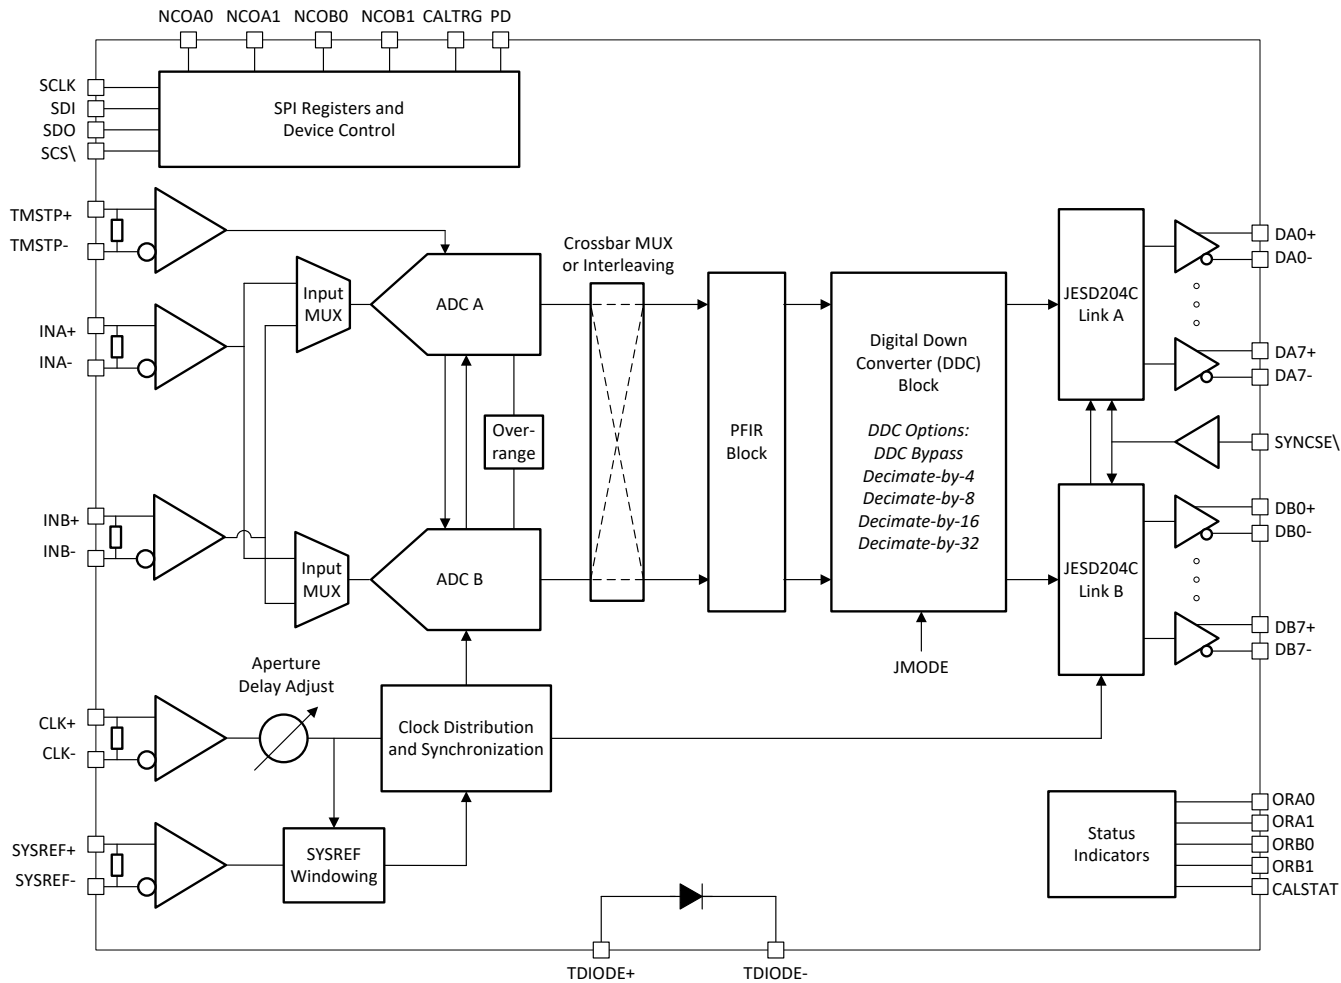 NCOA0 NCOA1 NCOB0 NCOB1 CALTRG PD
SCLK
SDI
SDO
SCS\
SPI Registers and
Device Control
TMSTP+
TMSTP-
INA+
INA-
Input
MUX
ADC A
Crossbar MUX
or Interleaving
Over-
range
INB+
INB-
Input
MUX
ADC B
PFIR
Block
Digital Down
Converter (DDC)
Block
DDC Options:
DDC Bypass
Decimate-by-4
Decimate-by-8
Decimate-by-16
Decimate-by-32
JMODE
JESD204C
Link A
DA0+
DA0-
DA7+
DA7-
SYNCSE\
JESD204C
Link B
DB0+
DB0-
DB7+
DB7-
Aperture
Delay Adjust
CLK+
CLK-
Clock Distribution
and Synchronization
SYSREF+
SYSREF-
SYSREF
Windowing
Status
Indicators
ORA0
ORA1
ORB0
ORB1
CALSTAT
TDIODE+
TDIODE-